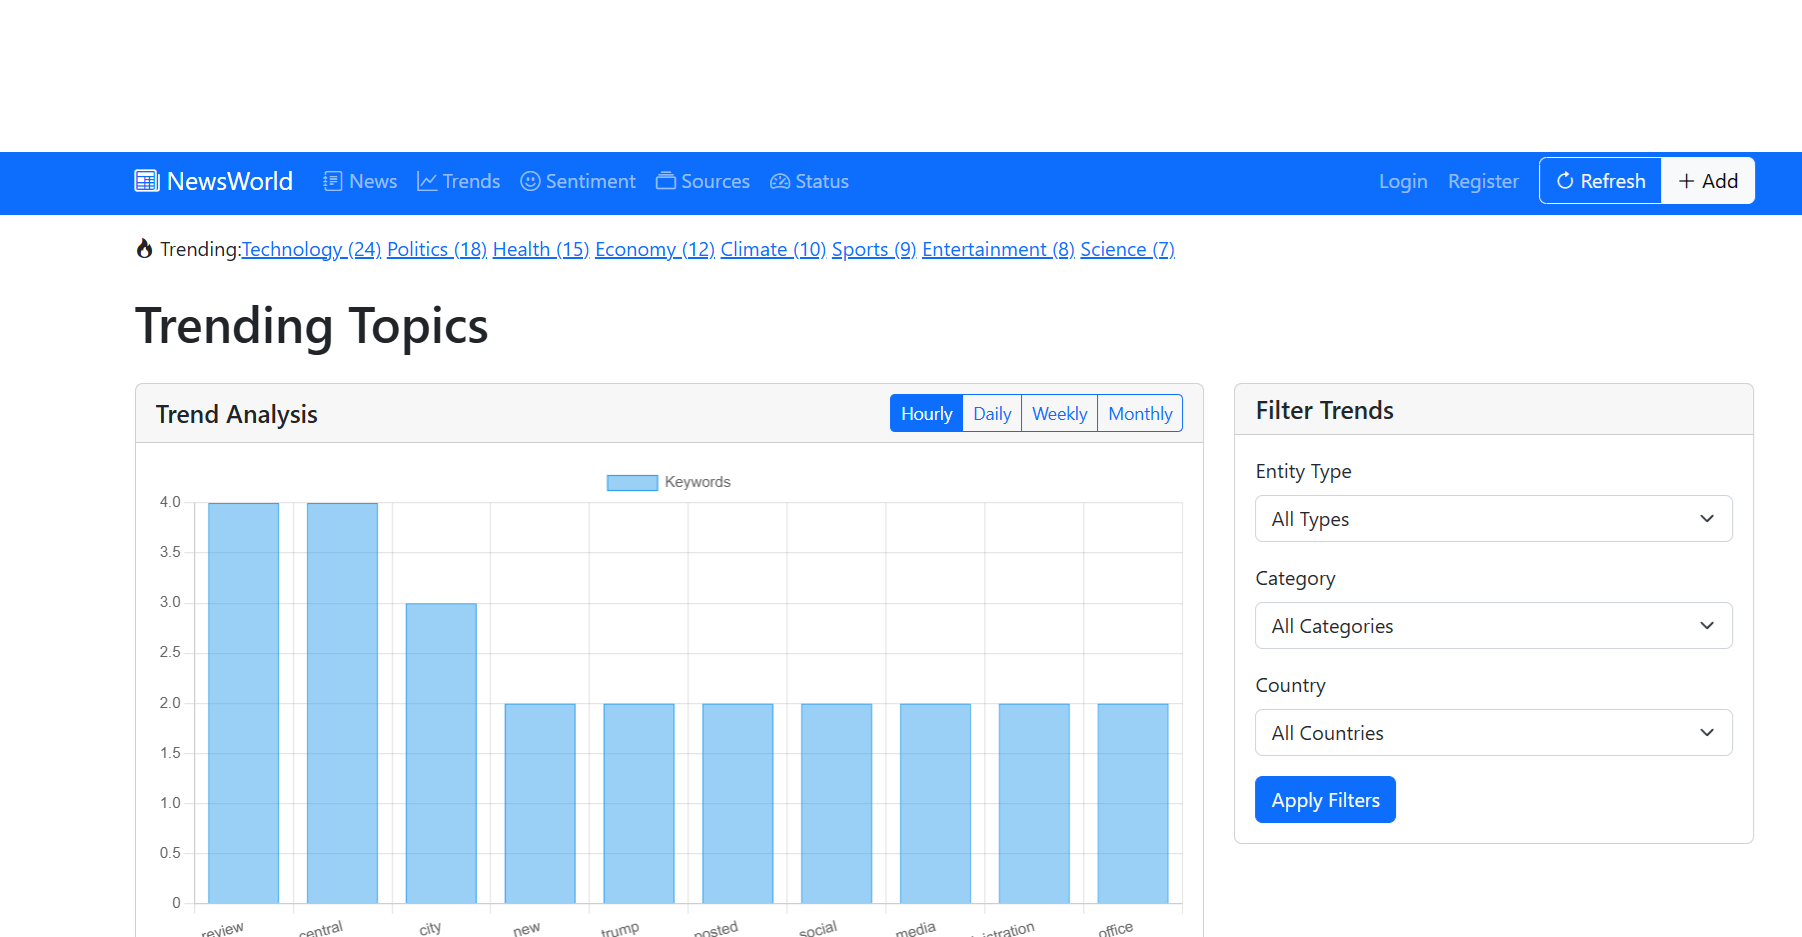 NewsWorld News Trends Sentiment Sources Status Login Register Refresh + Add
Trending:Technology (24) Politics (18) Health (15) Economy (12) Climate (10) Sports (9) Entertainment (8) Science (7)
Trending Topics
Trend Analysis Hourly Daily Weekly Monthly
Keywords
4.0
3.5
3.0
2.5
2.0
1.5
1.0
0.5
0
review central city new trump posted social media office
Filter Trends
Entity Type
All Types
Category
All Categories
Country
All Countries
Apply Filters